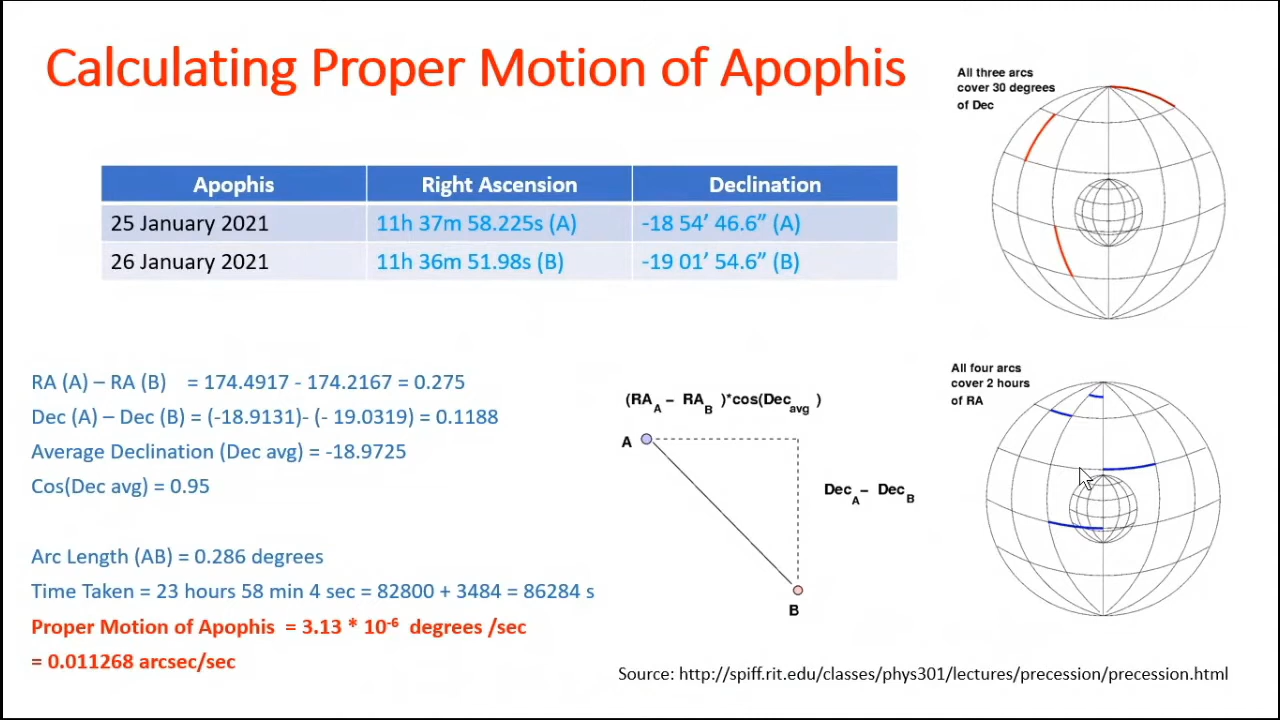 Calculating Proper Motion of Apophis
All three arcs
cover 30 degrees
of Dec
Apophis Right Ascension Declination
25 January 2021 11h 37m 58.225s (A) -18 54’ 46.6” (A)
26 January 2021 11h 36m 51.98s (B) -19 01’ 54.6” (B)
RA (A) – RA (B) = 174.4917 - 174.2167 = 0.275
Dec (A) – Dec (B) = (-18.9131)- (- 19.0319) = 0.1188
Average Declination (Dec avg) = -18.9725
Cos(Dec avg) = 0.95
Arc Length (AB) = 0.286 degrees
Time Taken = 23 hours 58 min 4 sec = 82800 + 3484 = 86284 s
Proper Motion of Apophis = 3.13 * 10-6 degrees /sec
= 0.011268 arcsec/sec
(RAA – RAB )*cos(Decavg )
A
DecA – DecB
B
All four arcs
cover 2 hours
of RA
Source: http://spiff.rit.edu/classes/phys301/lectures/precession/precession.html